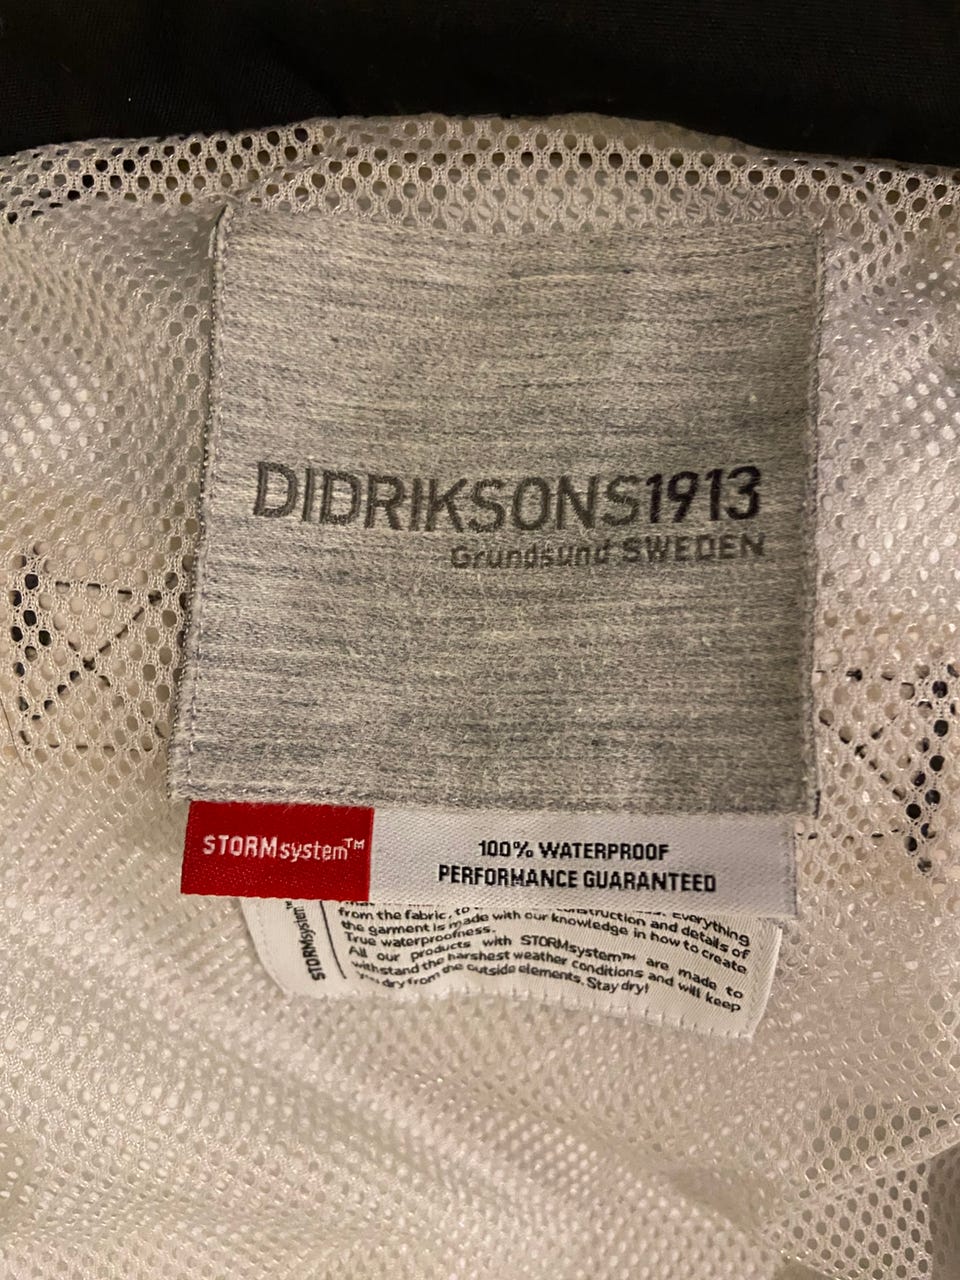 DIDRIKSONS1913
Grundsund SWEDEN
STORMsystem™
100% WATERPROOF
PERFORMANCE GUARANTEED
STORMsystem™
Everything
from the fabric, to construction and details of
the garment is made with our knowledge in how to create
True waterproofness.
All our products with STORMsystem™ are made to
withstand the harshest weather conditions and will keep
you dry from the outside elements. Stay dry!